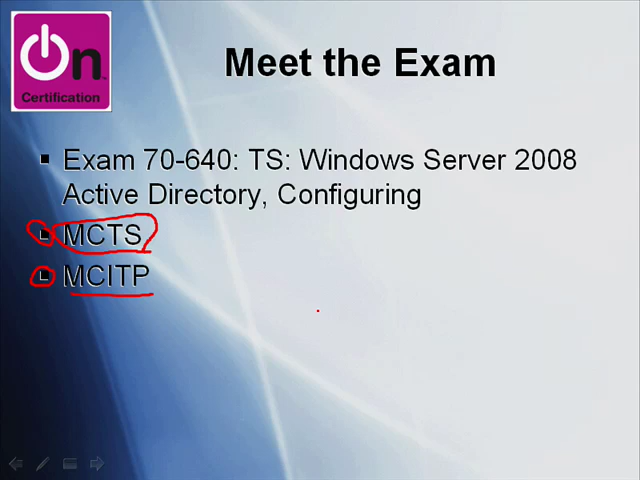 On
Certification
Meet the Exam
Exam 70-640: TS: Windows Server 2008
Active Directory, Configuring
MCTS
MCITP